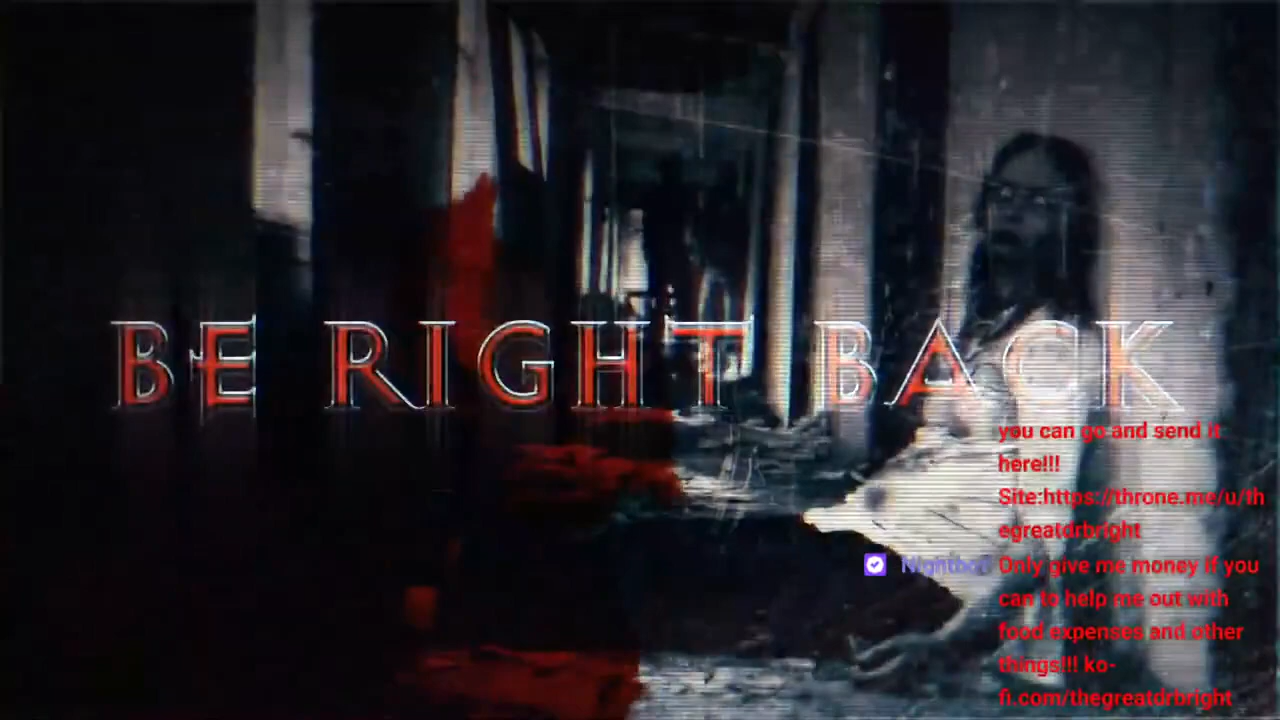 BE RIGHT BACK
you can go and send it
here!!!
Site:https://throne.me/u/th
egreatdrbright
Nightbot Only give me money if you
can to help me out with
food expenses and other
things!!! ko-
fi.com/thegreatdrbright